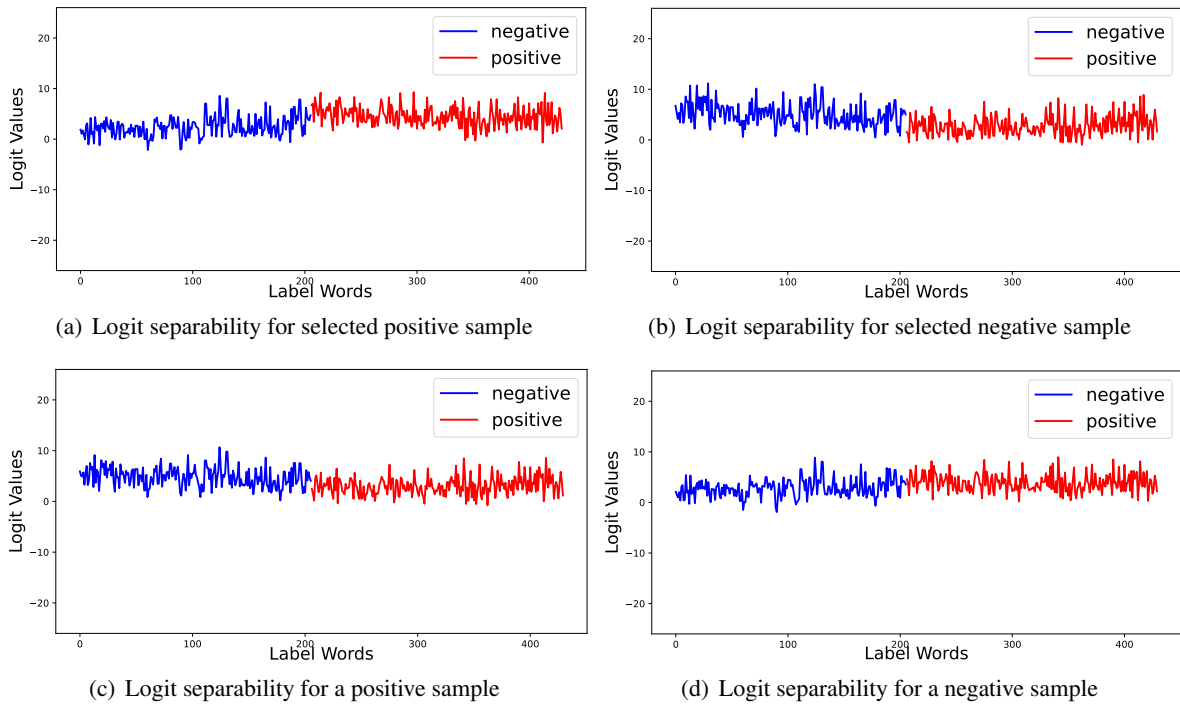 20
10
0
−10
−20
Logit Values
negative
positive
0
100
200
300
400
Label Words
(a) Logit separability for selected positive sample
20
10
0
−10
−20
Logit Values
negative
positive
0
100
200
300
400
Label Words
(b) Logit separability for selected negative sample
20
10
0
−10
−20
Logit Values
negative
positive
0
100
200
300
400
Label Words
(c) Logit separability for a positive sample
20
10
0
−10
−20
Logit Values
negative
positive
0
100
200
300
400
Label Words
(d) Logit separability for a negative sample